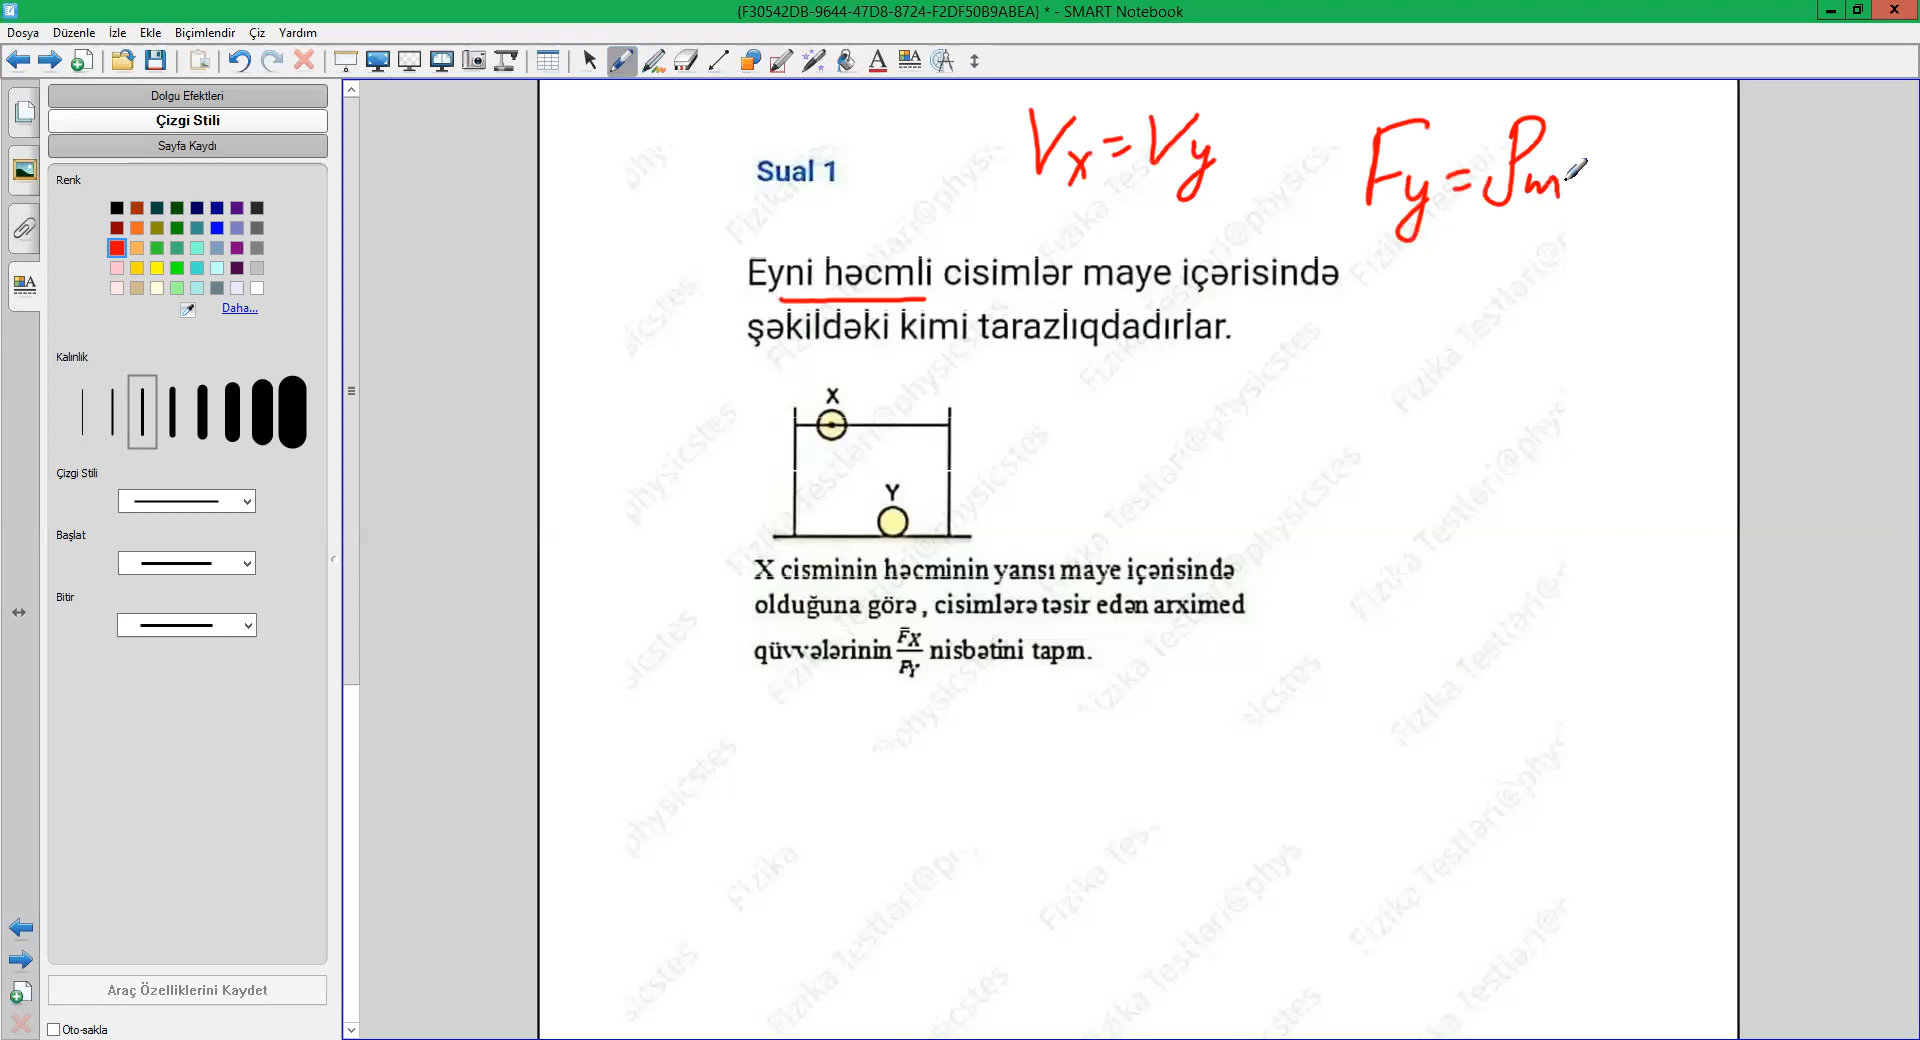 {F30542DB-9644-47D8-8724-F2DF50B9ABEA} * - SMART Notebook
Dosya Düzenle İzle Ekle Biçimlendir Çiz Yardım
Dolgu Efektleri
Çizgi Stili
Sayfa Kaydı
Renk
Daha...
Kalınlık
Çizgi Stili
Başlat
Bitir
Araç Özelliklerini Kaydet
Oto-sakla
Vx = Vy
Fy = ρm
Sual 1
Eyni həcmli cisimlər maye içərisində
şəkildəki kimi tarazlıqdadırlar.
X
Y
X cisminin həcminin yarısı maye içərisində
olduğuna görə , cisimlərə təsir edən arximed
qüvvələrinin FX/FY nisbətini tapın.
Fizika Testləri@physicstes